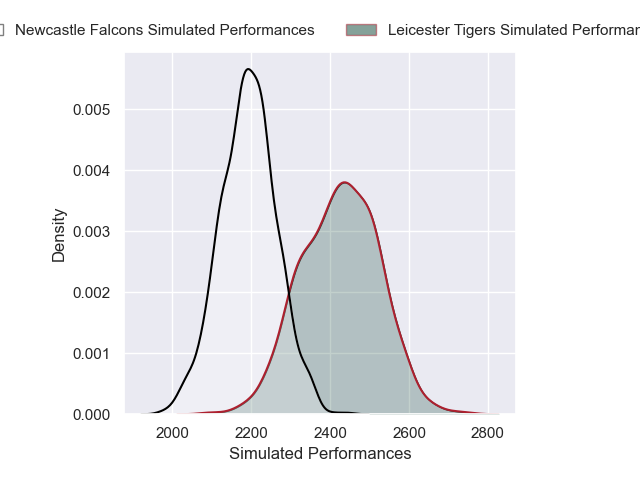 Newcastle Falcons Simulated Performances
Leicester Tigers Simulated
0.005
0.004
0.003
0.002
0.001
0.000
Density
2000 2200 2400 2600 2800
Simulated Performances